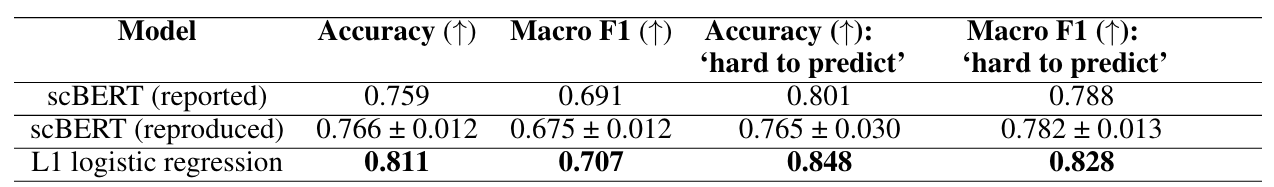 Model Accuracy (↑) Macro F1 (↑) Accuracy (↑): Macro F1 (↑):
‘hard to predict’ ‘hard to predict’
scBERT (reported) 0.759 0.691 0.801 0.788
scBERT (reproduced) 0.766 ± 0.012 0.675 ± 0.012 0.765 ± 0.030 0.782 ± 0.013
L1 logistic regression 0.811 0.707 0.848 0.828